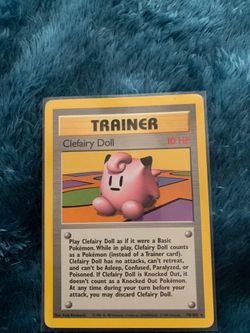 TRAINER
Clefairy Doll 10 HP
Play Clefairy Doll as if it were a Basic
Pokémon. While in play, Clefairy Doll counts
as a Pokémon (instead of a Trainer card).
Clefairy Doll has no attacks, can't retreat,
and can't be Asleep, Confused, Paralyzed, or
Poisoned. If Clefairy Doll is Knocked Out, it
doesn't count as a Knocked Out Pokémon.
At any time during your turn before your
attack, you may discard Clefairy Doll.